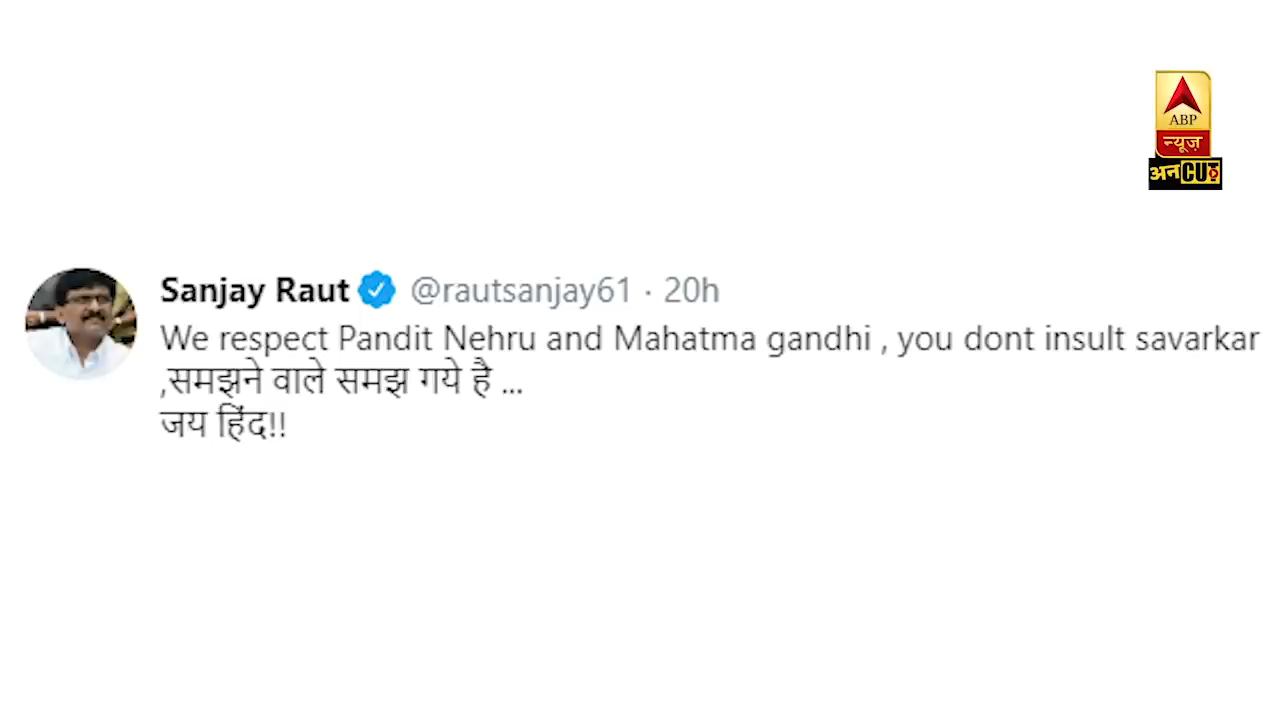 ABP
न्यूज़
अनCUT
Sanjay Raut @rautsanjay61 · 20h
We respect Pandit Nehru and Mahatma gandhi , you dont insult savarkar
,समझने वाले समझ गये है ...
जय हिंद!!